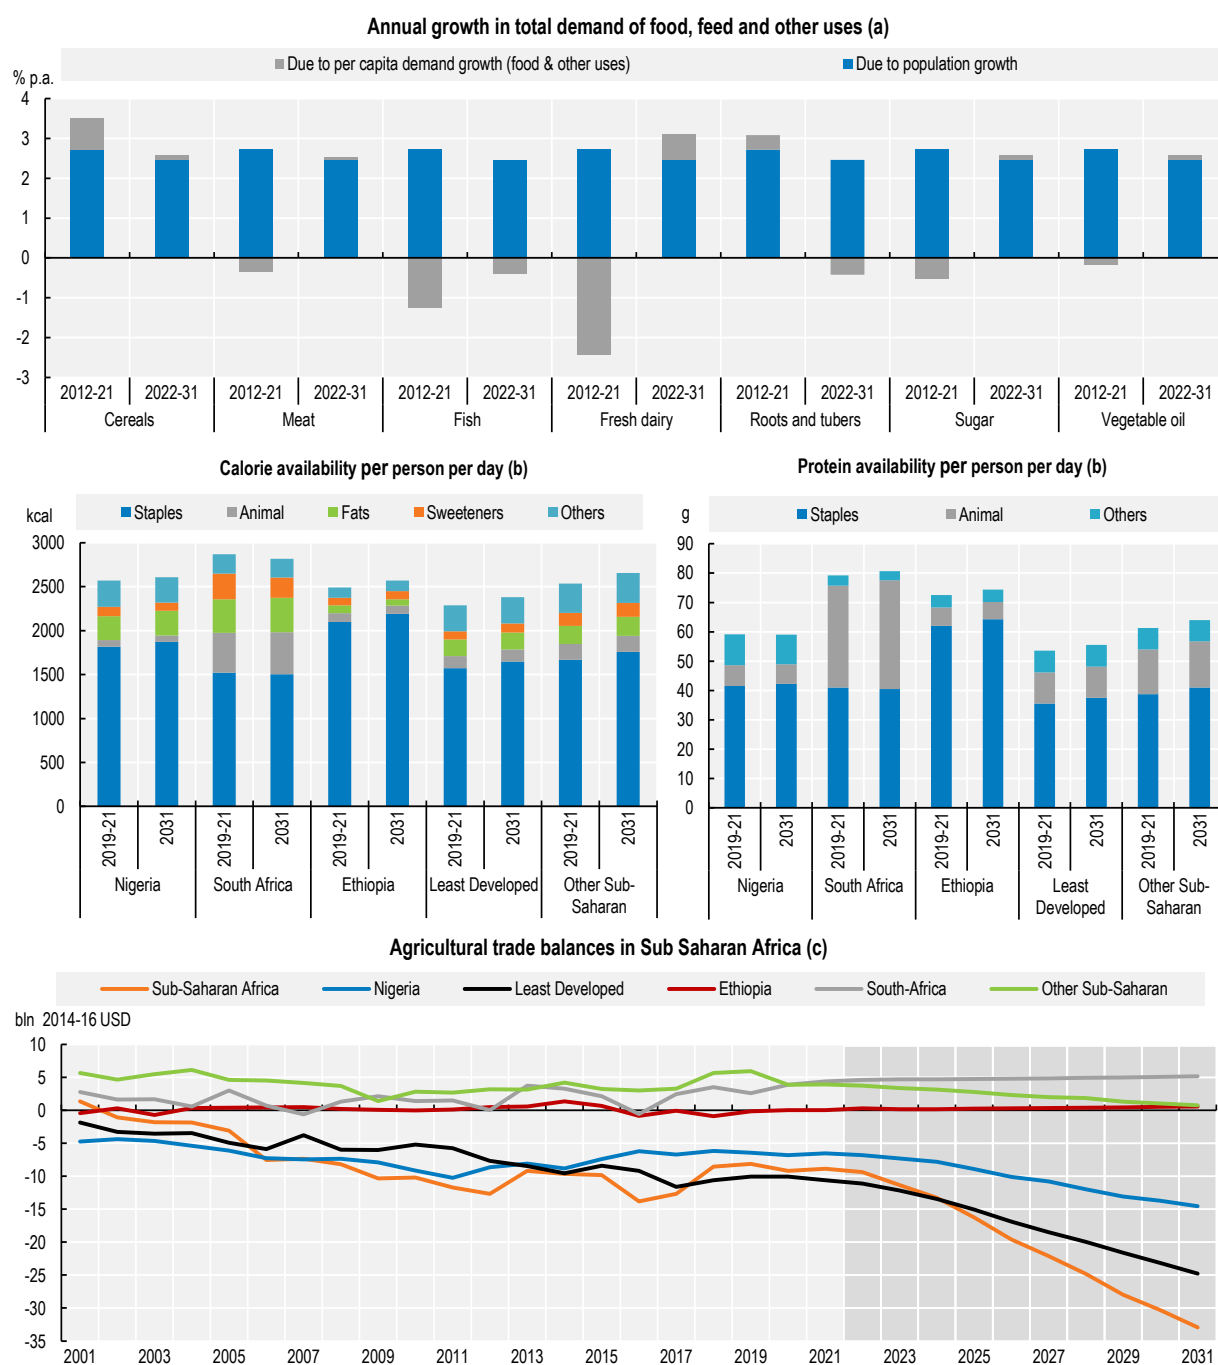 Annual growth in total demand of food, feed and other uses (a)
Due to per capita demand growth (food & other uses) Due to population growth
% p.a.
4
3
2
1
0
-1
-2
-3
2012-21 2022-31 2012-21 2022-31 2012-21 2022-31 2012-21 2022-31 2012-21 2022-31 2012-21 2022-31 2012-21 2022-31
Cereals Meat Fish Fresh dairy Roots and tubers Sugar Vegetable oil
Calorie availability per person per day (b)
Staples Animal Fats Sweeteners Others
kcal
3000
2500
2000
1500
1000
500
0
2019-21 2031 2019-21 2031 2019-21 2031 2019-21 2031 2019-21 2031
Nigeria South Africa Ethiopia Least Developed Other Sub-
Saharan
Protein availability per person per day (b)
Staples Animal Others
g
90
80
70
60
50
40
30
20
10
0
2019-21 2031 2019-21 2031 2019-21 2031 2019-21 2031 2019-21 2031
Nigeria South Africa Ethiopia Least Other Sub-
Developed Saharan
Agricultural trade balances in Sub Saharan Africa (c)
Sub-Saharan Africa Nigeria Least Developed Ethiopia South-Africa Other Sub-Saharan
bln 2014-16 USD
10
5
0
-5
-10
-15
-20
-25
-30
-35
2001 2003 2005 2007 2009 2011 2013 2015 2017 2019 2021 2023 2025 2027 2029 2031